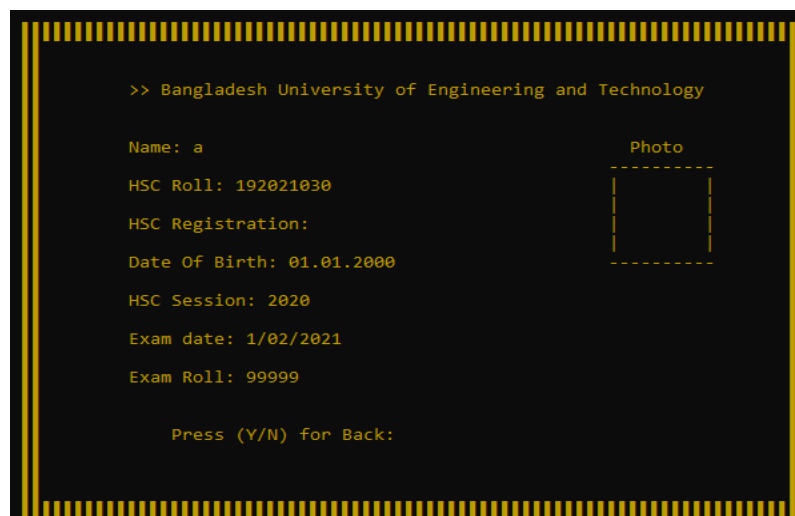 >> Bangladesh University of Engineering and Technology
Name: a
Photo
HSC Roll: 192021030
HSC Registration:
Date Of Birth: 01.01.2000
HSC Session: 2020
Exam date: 1/02/2021
Exam Roll: 99999
Press (Y/N) for Back: